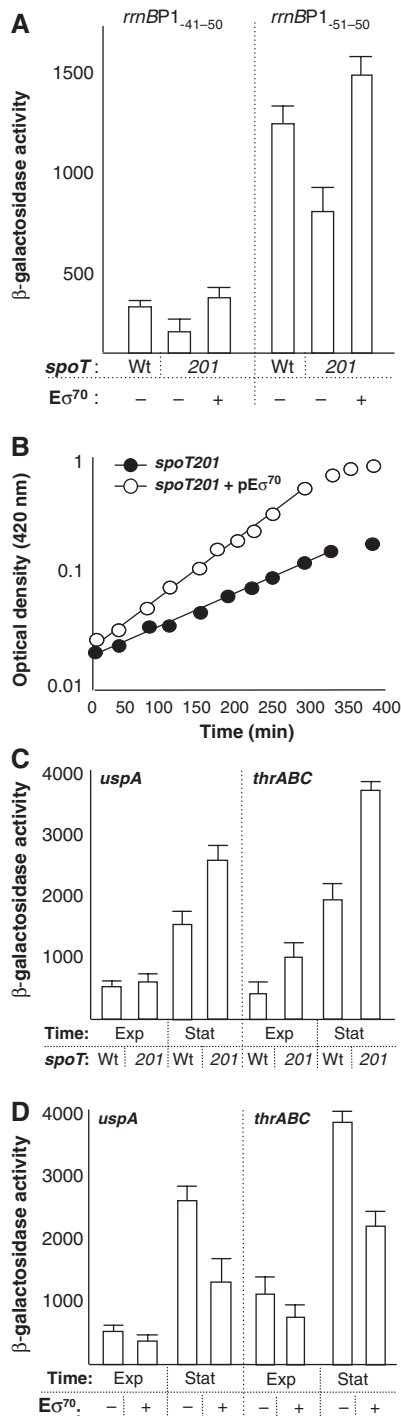 A
rrnBP1-41–50 rrnBP1-51–50
β-galactosidase activity
1500
1000
500
spoT : Wt 201 Wt 201
Eσ70 : – – + – – +
B
1
0.1
0.01
Optical density (420 nm)
spoT201
spoT201 + pEσ70
0 50 100 150 200 250 300 350 400
Time (min)
C
uspA thrABC
β-galactosidase activity
4000
3000
2000
1000
Time: Exp Stat Exp Stat
spoT: Wt 201 Wt 201 Wt 201 Wt 201
D
uspA thrABC
β-galactosidase activity
4000
3000
2000
1000
Time: Exp Stat Exp Stat
Eσ70: – + – + – + – +